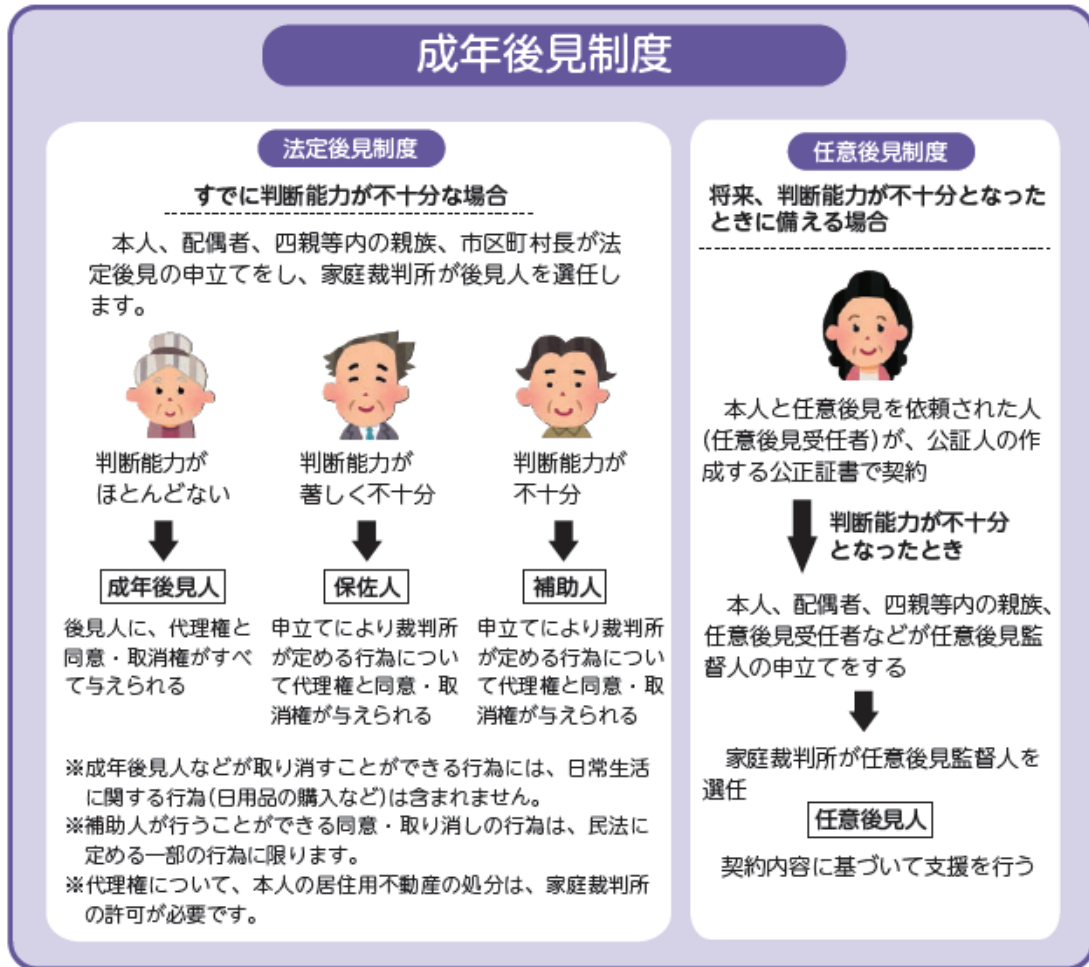 成年後見制度
法定後見制度
すでに判断能力が不十分な場合
本人、配偶者、四親等内の親族、市区町村長が法
定後見の申立てをし、家庭裁判所が後見人を選任し
ます。
判断能力が
ほとんどない
成年後見人
後見人に、代理権と
同意・取消権がすべ
て与えられる
判断能力が
著しく不十分
保佐人
申立てにより裁判所
が定める行為につい
て代理権と同意・取
消権が与えられる
判断能力が
不十分
補助人
申立てにより裁判所
が定める行為につい
て代理権と同意・取
消権が与えられる
※成年後見人などが取り消すことができる行為には、日常生活
に関する行為(日用品の購入など)は含まれません。
※補助人が行うことができる同意・取り消しの行為は、民法に
定める一部の行為に限ります。
※代理権について、本人の居住用不動産の処分は、家庭裁判所
の許可が必要です。
任意後見制度
将来、判断能力が不十分となった
ときに備える場合
本人と任意後見を依頼された人
(任意後見受任者)が、公証人の作
成する公正証書で契約
判断能力が不十分
となったとき
本人、配偶者、四親等内の親族、
任意後見受任者などが任意後見監
督人の申立てをする
家庭裁判所が任意後見監督人を
選任
任意後見人
契約内容に基づいて支援を行う